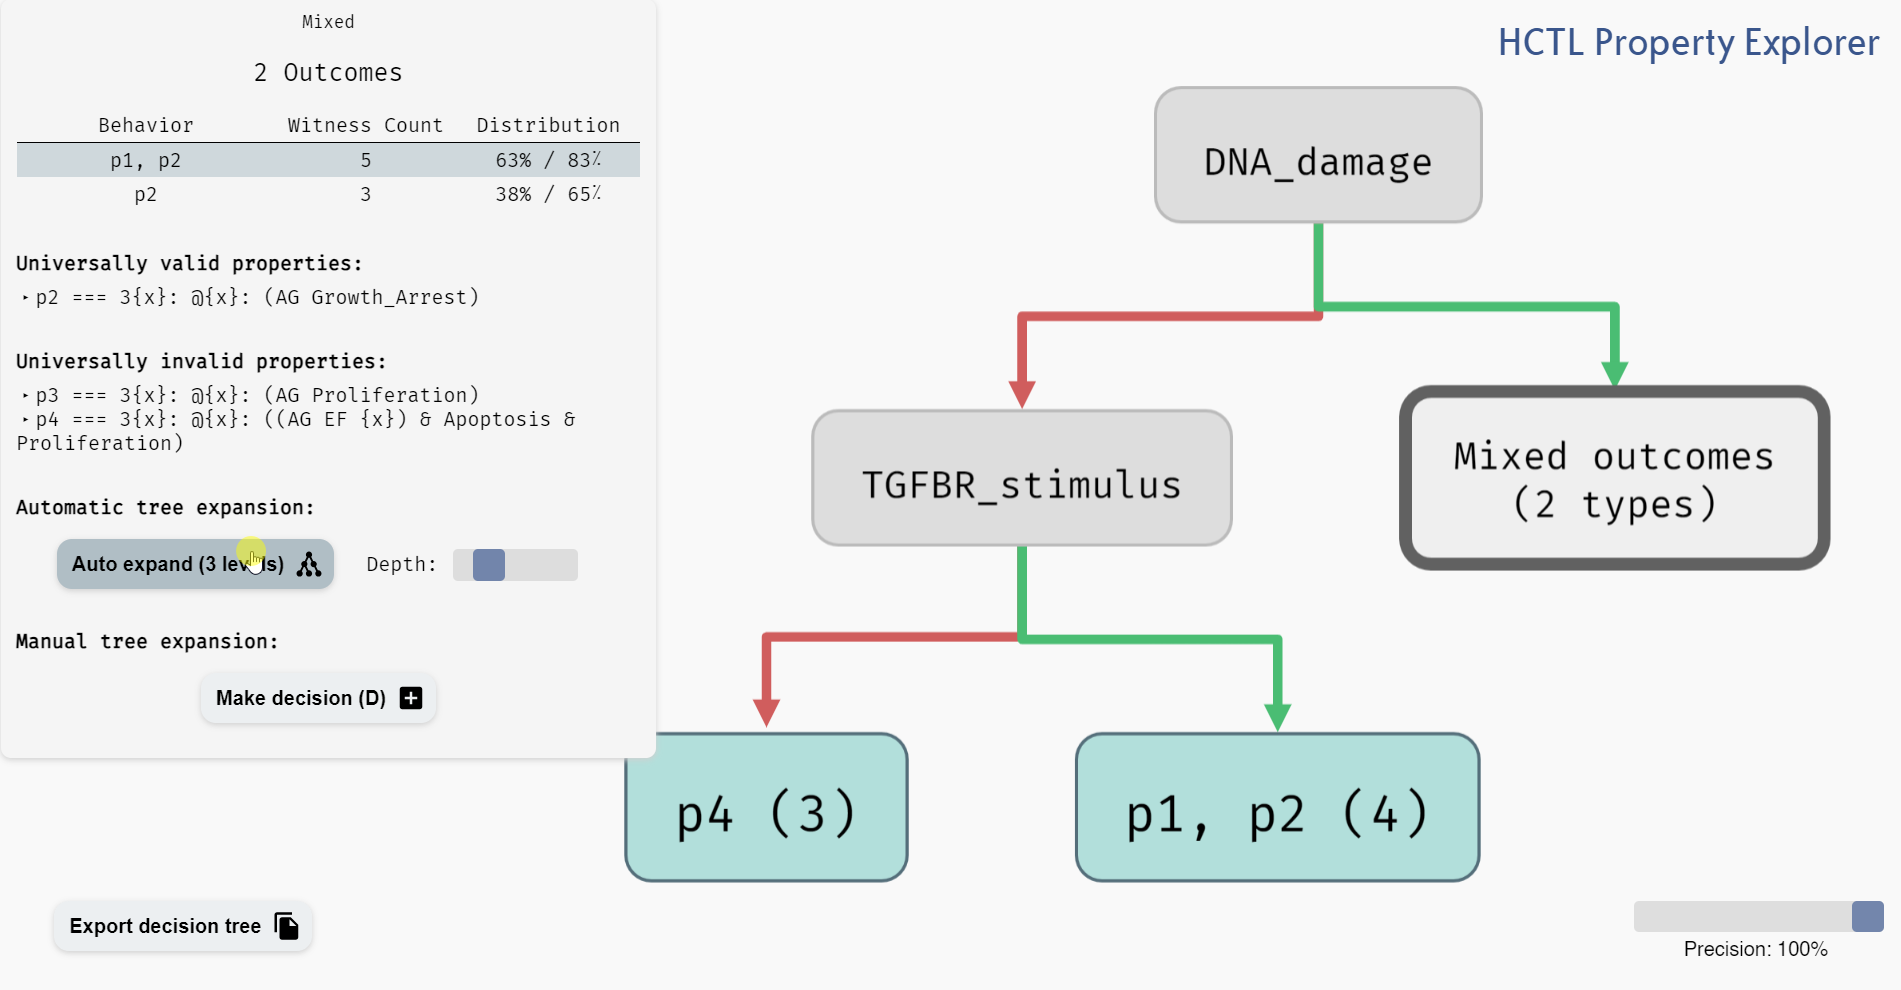 Mixed
2 Outcomes
Behavior Witness Count Distribution
p1, p2 5 63% / 83⁒
p2 3 38% / 65⁒
Universally valid properties:
‣ p2 === 3{x}: @{x}: (AG Growth_Arrest)
Universally invalid properties:
‣ p3 === 3{x}: @{x}: (AG Proliferation)
‣ p4 === 3{x}: @{x}: ((AG EF {x}) & Apoptosis &
Proliferation)
Automatic tree expansion:
Auto expand (3 levels) Depth:
Manual tree expansion:
Make decision (D)
Export decision tree
HCTL Property Explorer
DNA_damage
TGFBR_stimulus
Mixed outcomes
(2 types)
p4 (3)
p1, p2 (4)
Precision: 100%